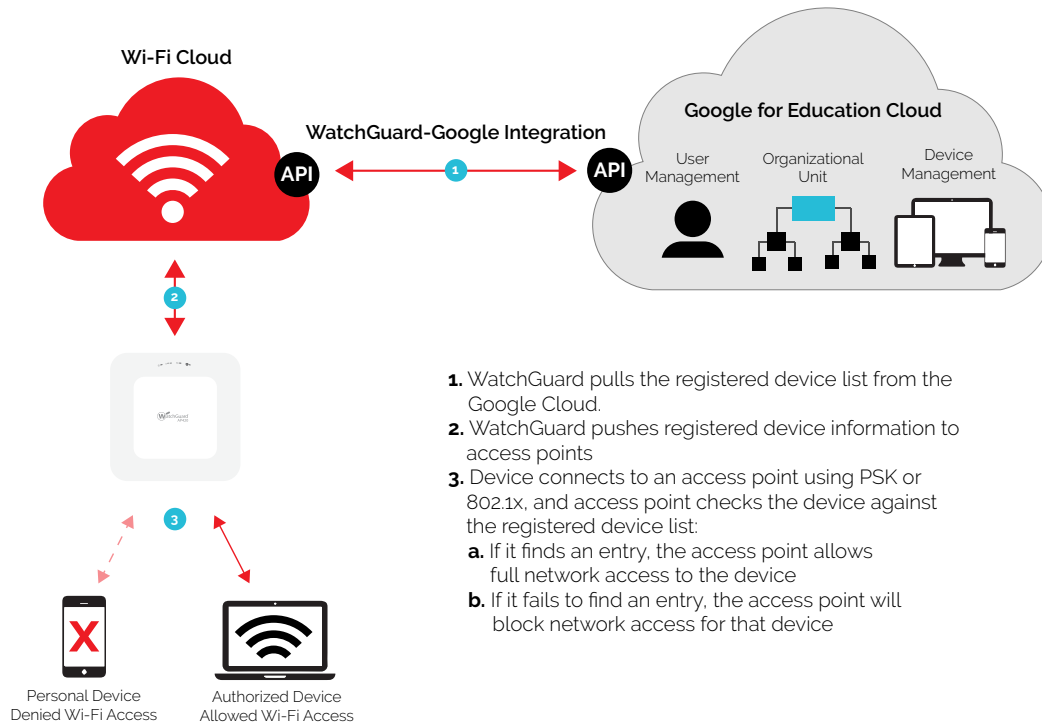 Wi-Fi Cloud
WatchGuard-Google Integration
API
1
API
Google for Education Cloud
User
Management
Organizational
Unit
Device
Management
2
WatchGuard
3
X
Personal Device
Denied Wi-Fi Access
Authorized Device
Allowed Wi-Fi Access
1. WatchGuard pulls the registered device list from the
Google Cloud.
2. WatchGuard pushes registered device information to
access points
3. Device connects to an access point using PSK or
802.1x, and access point checks the device against
the registered device list:
a. If it finds an entry, the access point allows
full network access to the device
b. If it fails to find an entry, the access point will
block network access for that device